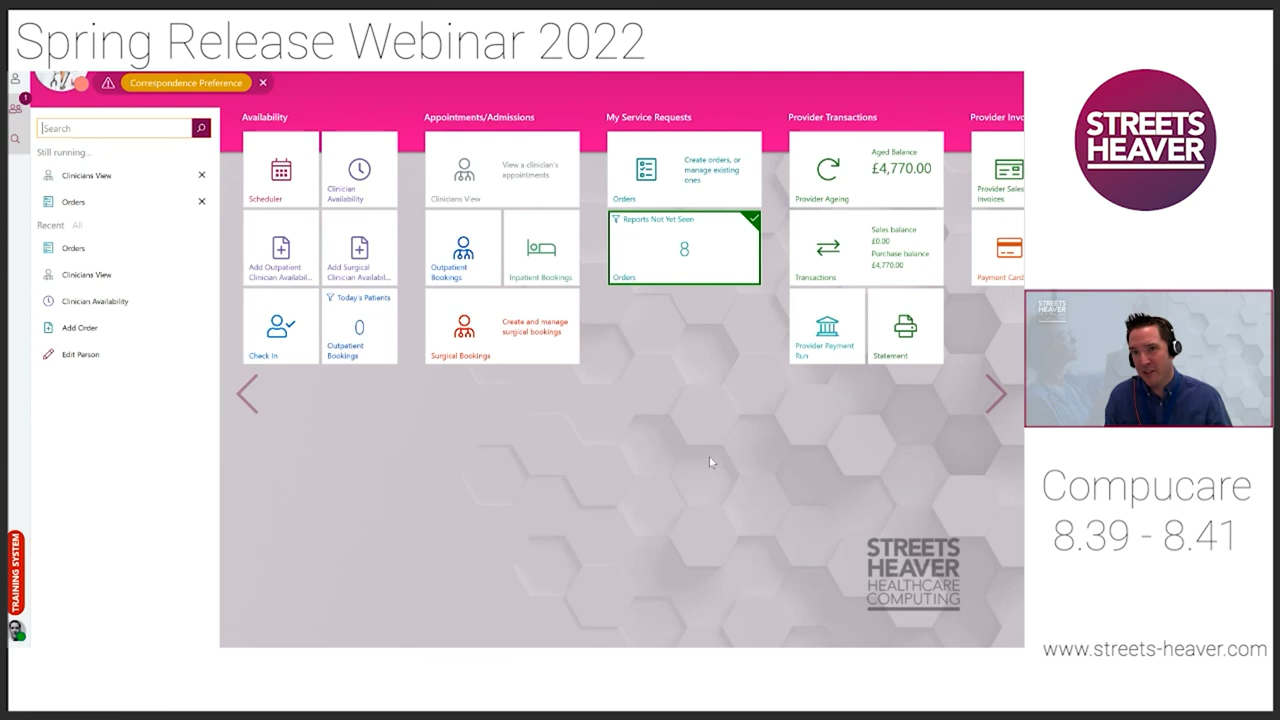 Spring Release Webinar 2022
Correspondence Preference
1
Search
Still running...
Clinicians View
Orders
Recent All
Orders
Clinicians View
Clinician Availability
Add Order
Edit Person
TRAINING SYSTEM
Availability
Scheduler
Clinician
Availability
Add Outpatient
Clinician Availabil...
Add Surgical
Clinician Availabil...
Check In
Today's Patients
0
Outpatient
Bookings
Appointments/Admissions
View a clinician's
appointments
Clinicians View
Outpatient
Bookings
Inpatient Bookings
Create and manage
surgical bookings
Surgical Bookings
My Service Requests
Create orders, or
manage existing
ones
Orders
Reports Not Yet Seen
8
Orders
Provider Transactions
Aged Balance
£4,770.00
Provider Ageing
Sales balance
£0.00
Purchase balance
£4,770.00
Transactions
Provider Payment
Run
Statement
Provider Invo
Provider Sales
Invoices
Payment Card
STREETS
HEAVER
HEALTHCARE
COMPUTING
STREETS
HEAVER
STREETS
HEAVER
Compucare
8.39 - 8.41
www.streets-heaver.com